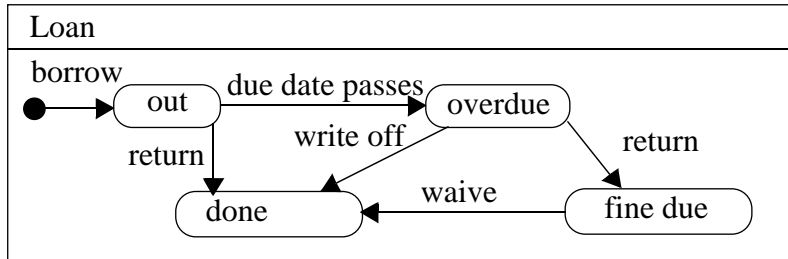 Loan
borrow
out
due date passes
overdue
write off
return
return
waive
done
fine due